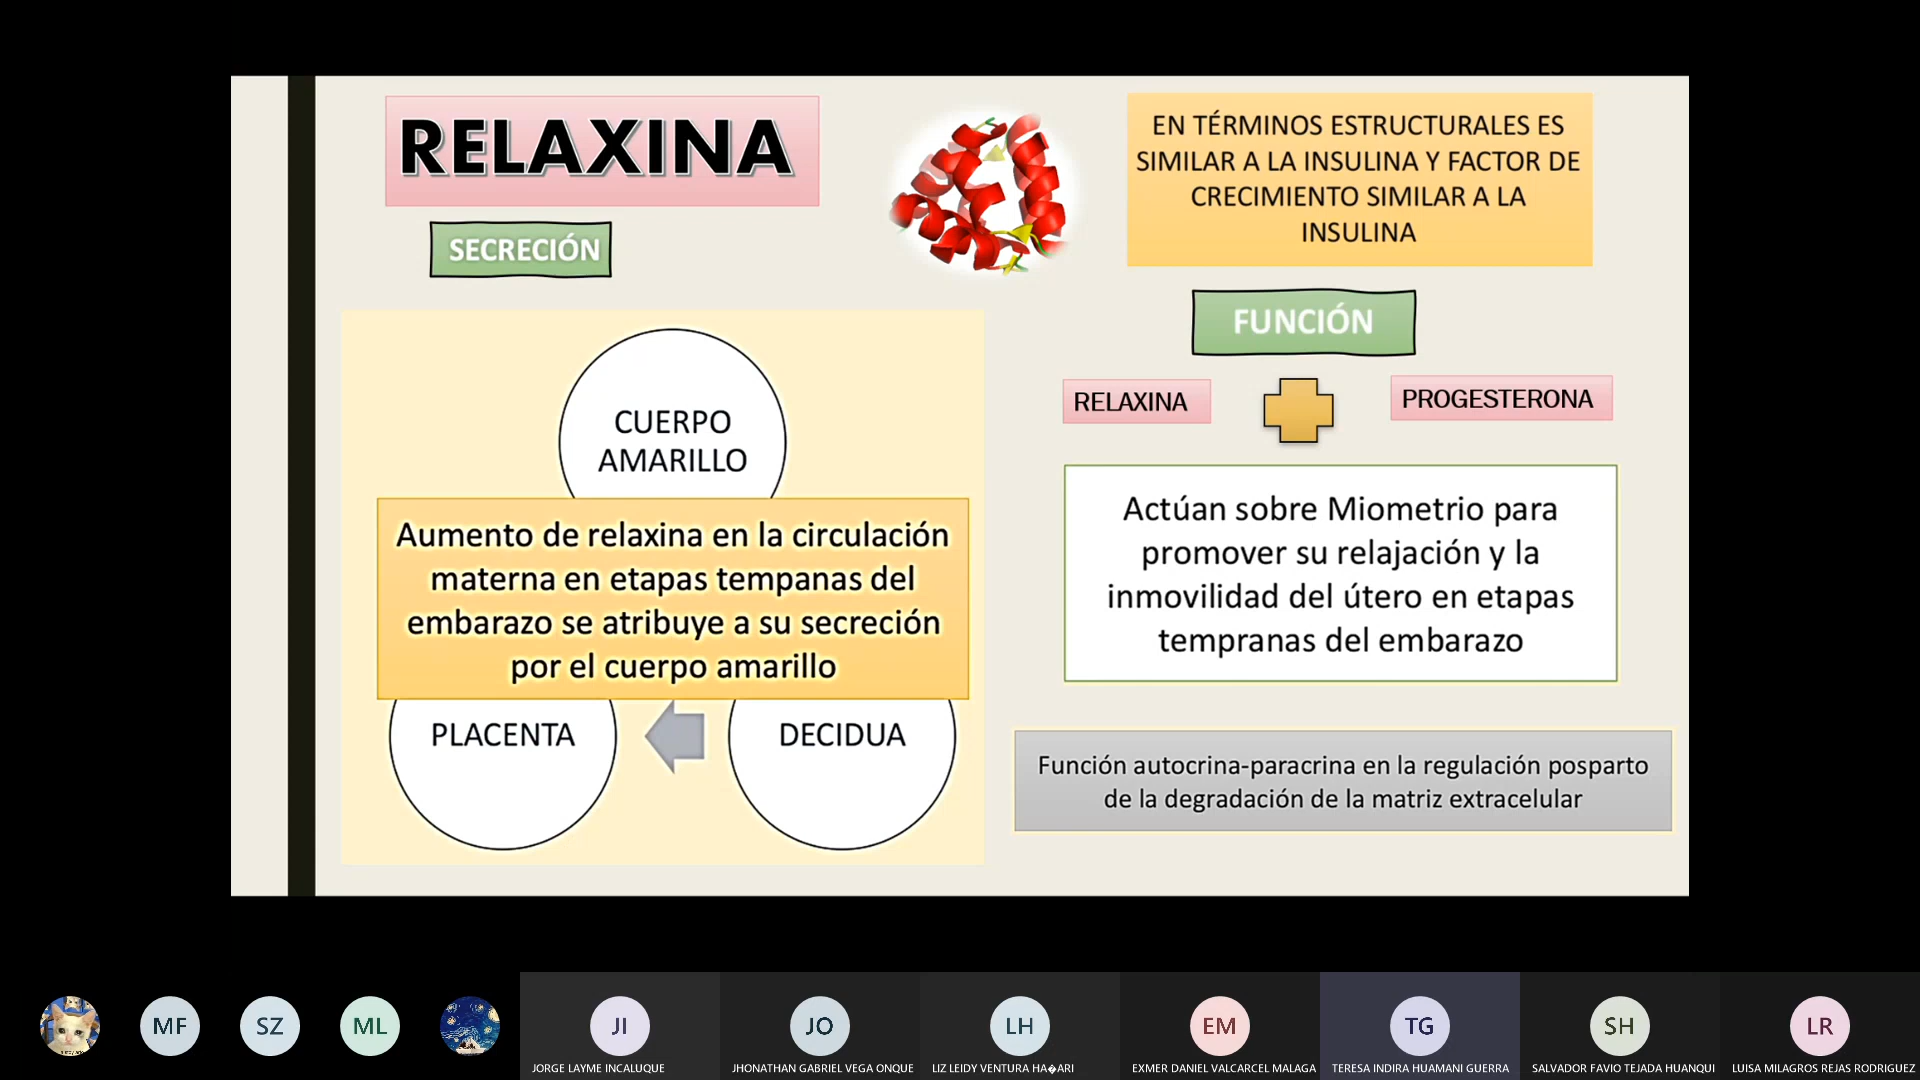 RELAXINA
SECRECIÓN
CUERPO
AMARILLO
Aumento de relaxina en la circulación
materna en etapas tempanas del
embarazo se atribuye a su secreción
por el cuerpo amarillo
PLACENTA
DECIDUA
EN TÉRMINOS ESTRUCTURALES ES
SIMILAR A LA INSULINA Y FACTOR DE
CRECIMIENTO SIMILAR A LA
INSULINA
FUNCIÓN
RELAXINA
PROGESTERONA
Actúan sobre Miometrio para
promover su relajación y la
inmovilidad del útero en etapas
tempranas del embarazo
Función autocrina-paracrina en la regulación posparto
de la degradación de la matriz extracelular
MF
SZ
ML
JI
JORGE LAYME INCALUQUE
JO
JHONATHAN GABRIEL VEGA ONQUE
LH
LIZ LEIDY VENTURA HA�ARI
EM
EXMER DANIEL VALCARCEL MALAGA
TG
TERESA INDIRA HUAMANI GUERRA
SH
SALVADOR FAVIO TEJADA HUANQUI
LR
LUISA MILAGROS REJAS RODRIGUEZ